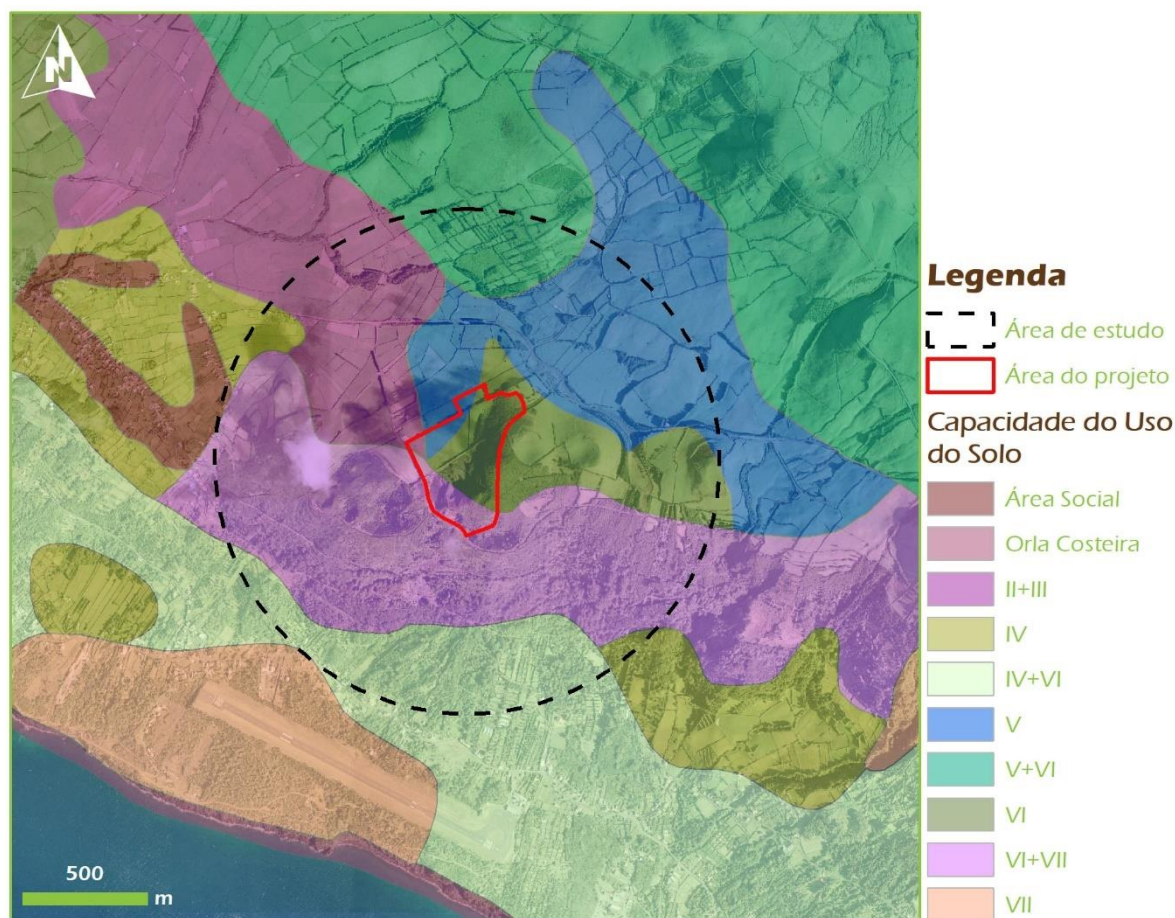 N
500
m
Legenda
Área de estudo
Área do projeto
Capacidade do Uso
do Solo
Área Social
Orla Costeira
II+III
IV
IV+VI
V
V+VI
VI
VI+VII
VII